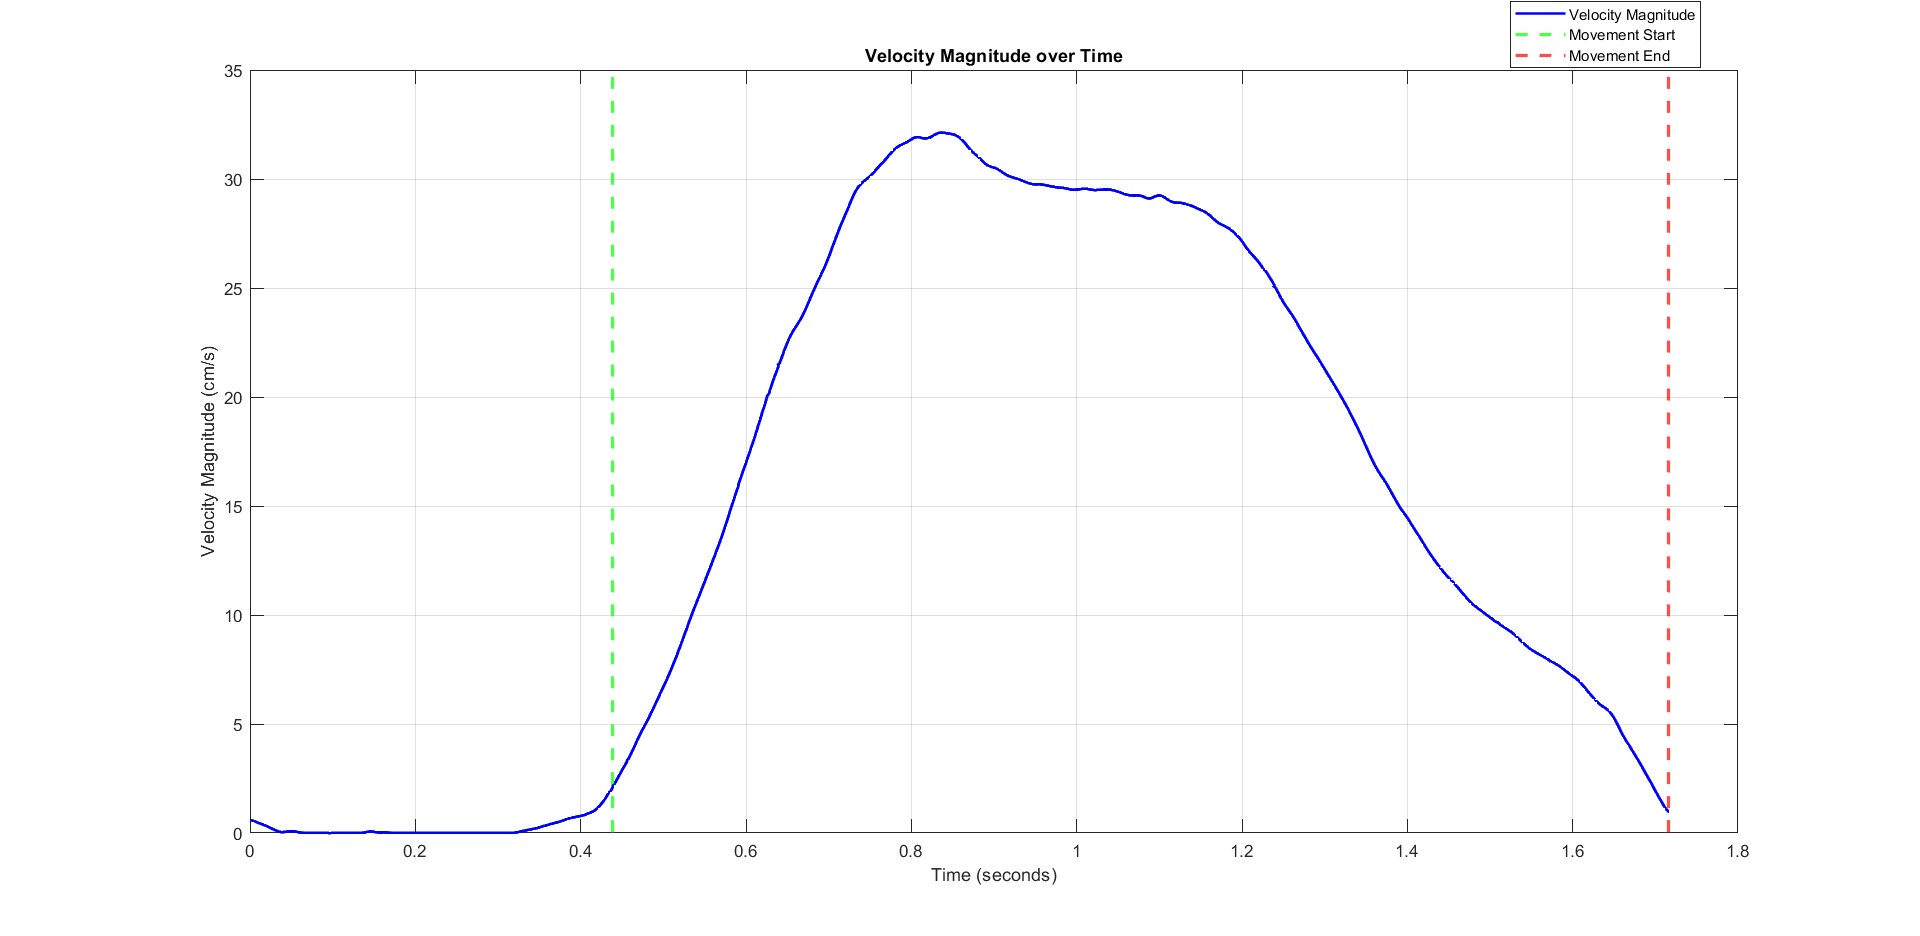 Velocity Magnitude
Movement Start
Movement End
Velocity Magnitude over Time
35
30
25
20
15
10
5
0
Velocity Magnitude (cm/s)
0 0.2 0.4 0.6 0.8 1 1.2 1.4 1.6 1.8
Time (seconds)